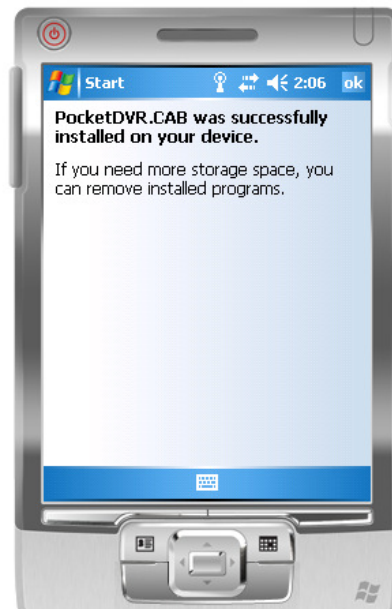 Start 2:06 ok
PocketDVR.CAB was successfully
installed on your device.
If you need more storage space, you
can remove installed programs.